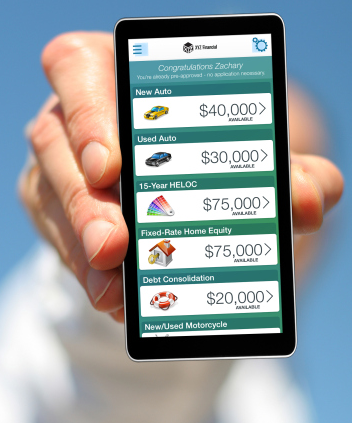 XYZ Financial
Congratulations Zachary
You're already pre-approved - no application necessary.
New Auto
$40,000
AVAILABLE
Used Auto
$30,000
AVAILABLE
15-Year HELOC
$75,000
AVAILABLE
Fixed-Rate Home Equity
$75,000
AVAILABLE
Debt Consolidation
$20,000
AVAILABLE
New/Used Motorcycle